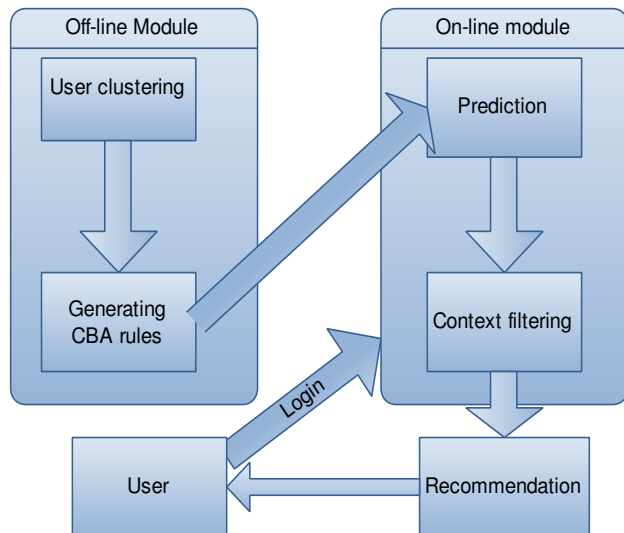 Off-line Module
On-line module
User clustering
Prediction
Generating
CBA rules
Context filtering
Login
User
Recommendation